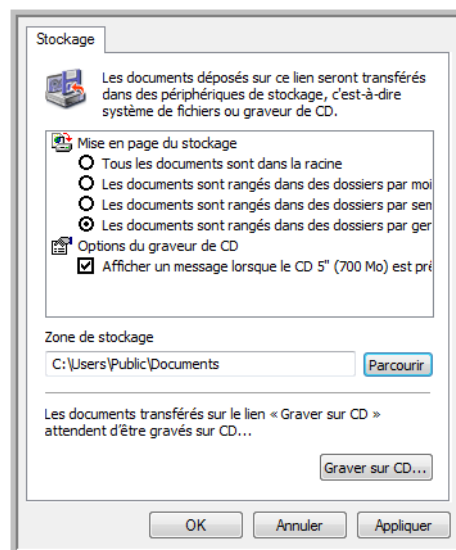 Stockage
Les documents déposés sur ce lien seront transférés
dans des périphériques de stockage, c'est-à-dire
système de fichiers ou graveur de CD.
Mise en page du stockage
Tous les documents sont dans la racine
Les documents sont rangés dans des dossiers par moi
Les documents sont rangés dans des dossiers par sem
Les documents sont rangés dans des dossiers par ger
Options du graveur de CD
Afficher un message lorsque le CD 5" (700 Mo) est pré
Zone de stockage
C:\Users\Public\Documents
Parcourir
Les documents transférés sur le lien « Graver sur CD »
attendent d'être gravés sur CD...
Graver sur CD...
OK
Annuler
Appliquer